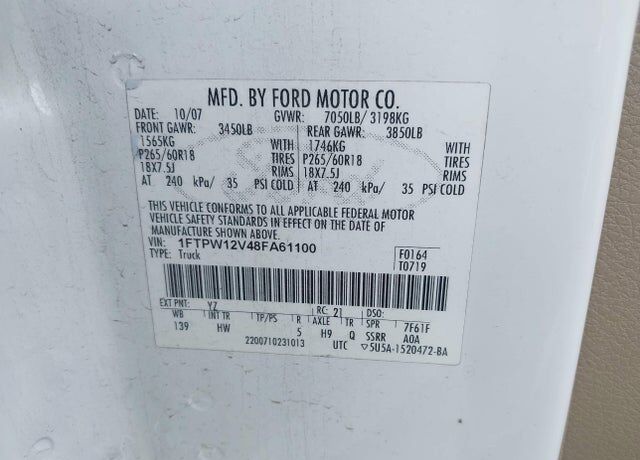 MFD. BY FORD MOTOR CO.
DATE: 10/07 GVWR: 7050LB/ 3198KG
FRONT GAWR: 3450LB REAR GAWR: 3850LB
1565KG WITH 1746KG WITH
P265/60R18 TIRES P265/60R18 TIRES
18X7.5J RIMS 18X7.5J RIMS
AT 240 kPa/ 35 PSI COLD AT 240 kPa/ 35 PSI COLD
THIS VEHICLE CONFORMS TO ALL APPLICABLE FEDERAL MOTOR
VEHICLE SAFETY STANDARDS IN EFFECT ON THE DATE OF
MANUFACTURE SHOWN ABOVE.
VIN: 1FTPW12V48FA61100 F0164
TYPE: Truck T0719
EXT PNT: YZ RC: 21 DSO:
WB INT TR TP/PS R AXLE TR SPR 7F61F
139 HW 5 H9 Q SSRR A0A
2200710231013 UTC ▽5U5A-1520472-BA